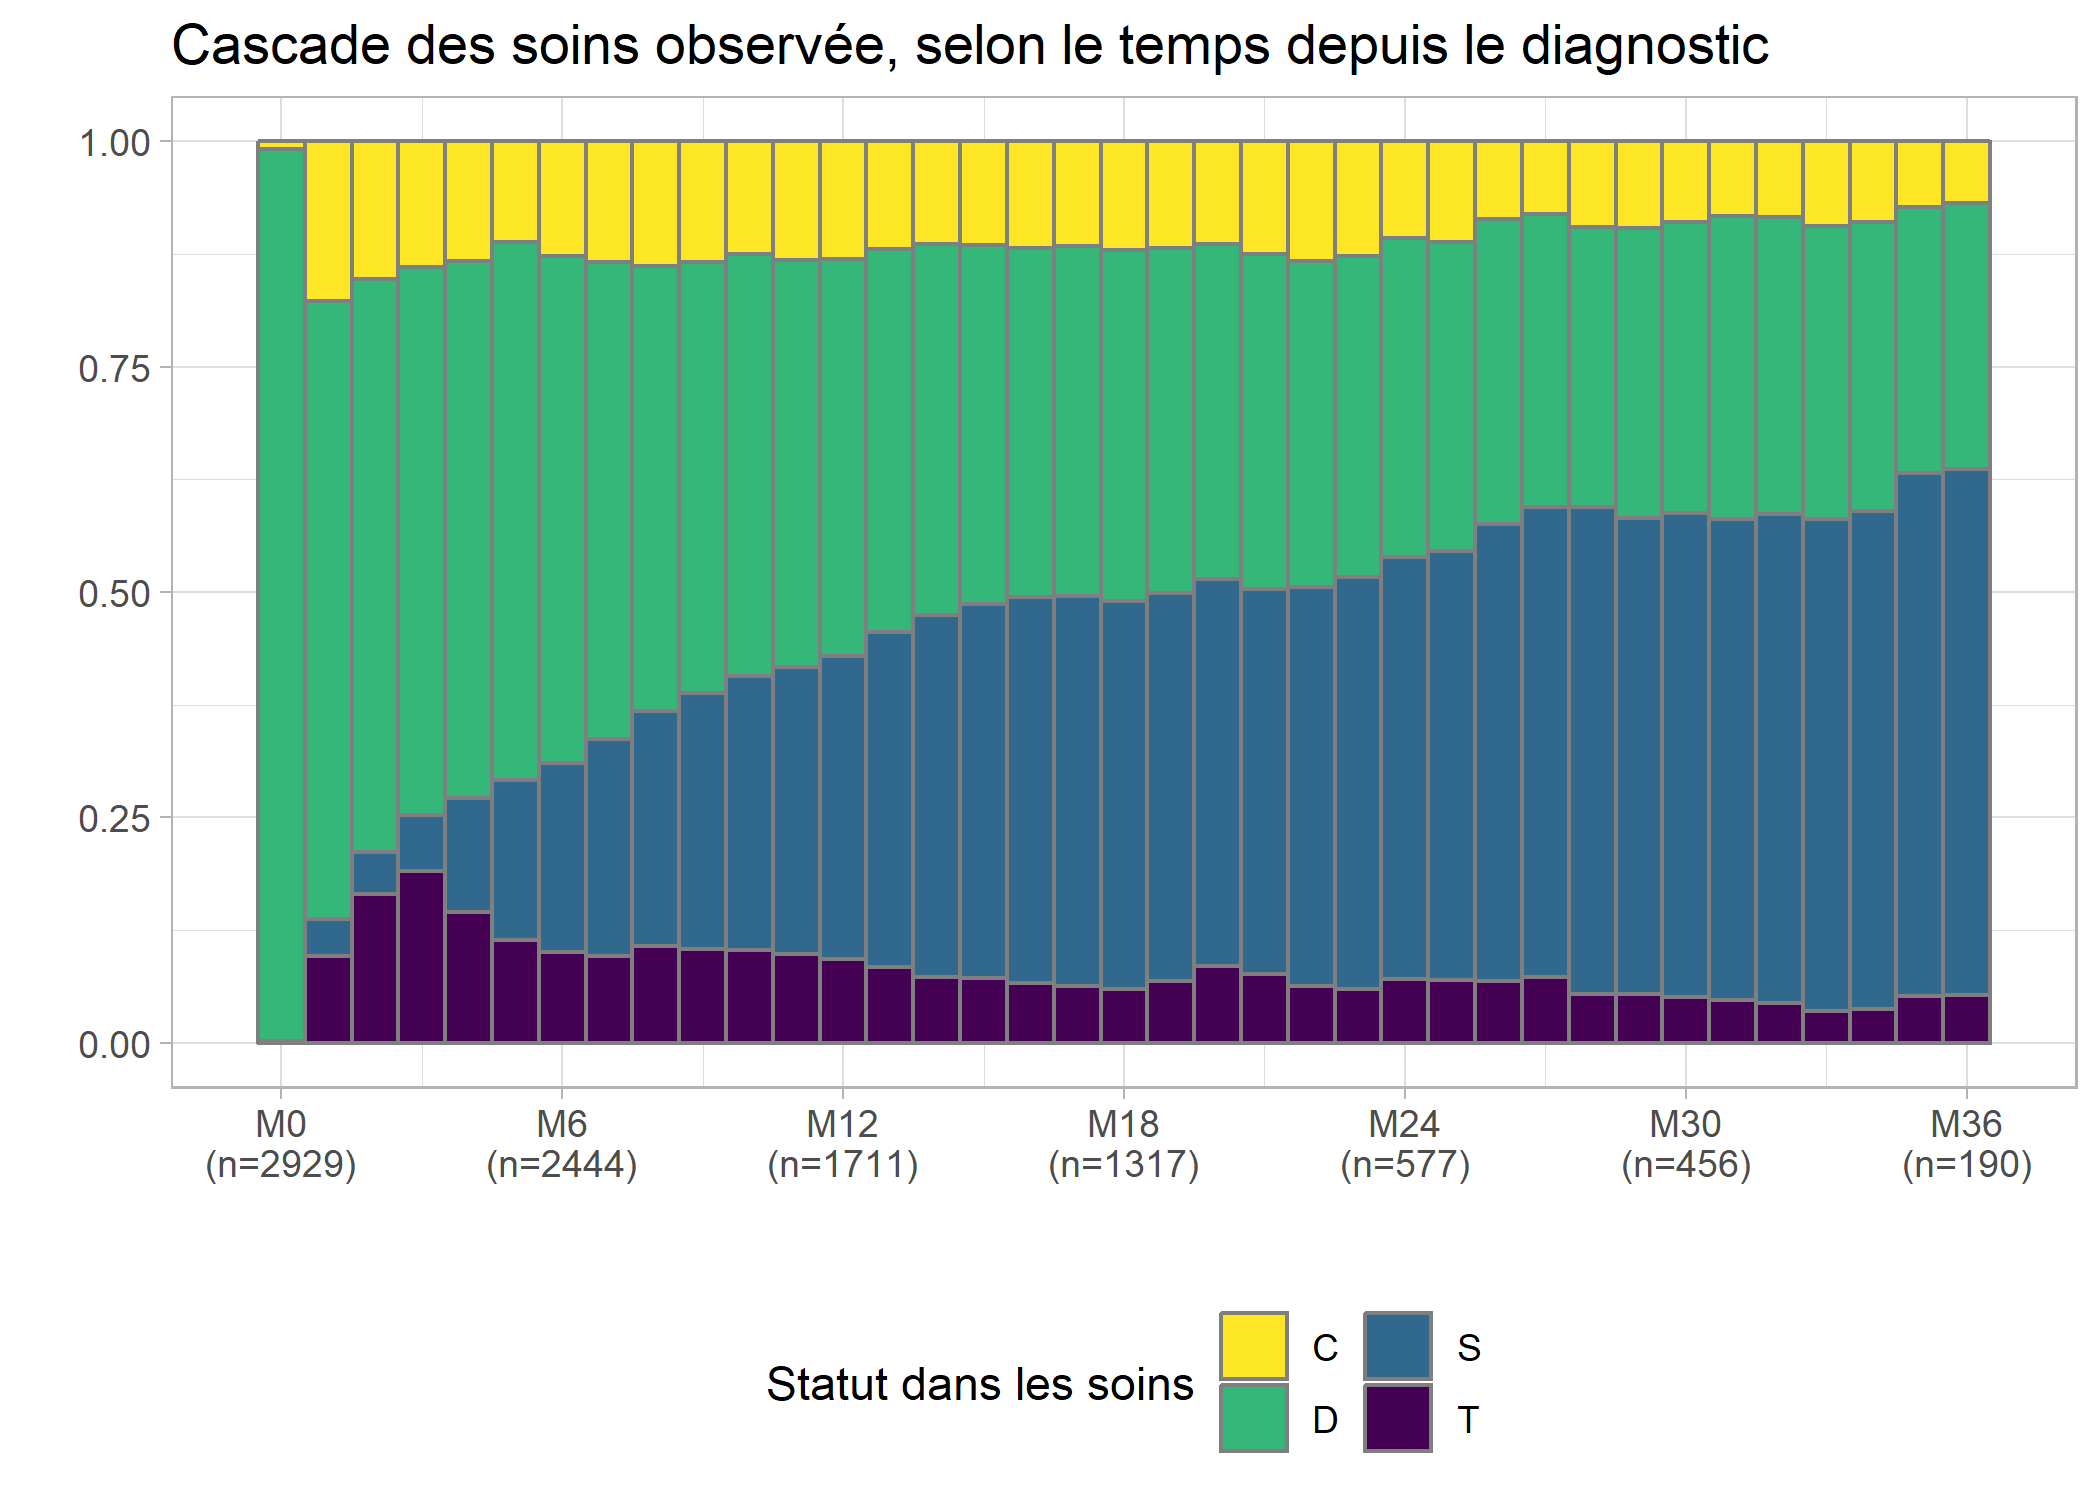 Cascade des soins observée, selon le temps depuis le diagnostic
1.00
0.75
0.50
0.25
0.00
M0 M6 M12 M18 M24 M30 M36
(n=2929) (n=2444) (n=1711) (n=1317) (n=577) (n=456) (n=190)
Statut dans les soins
C S
D T